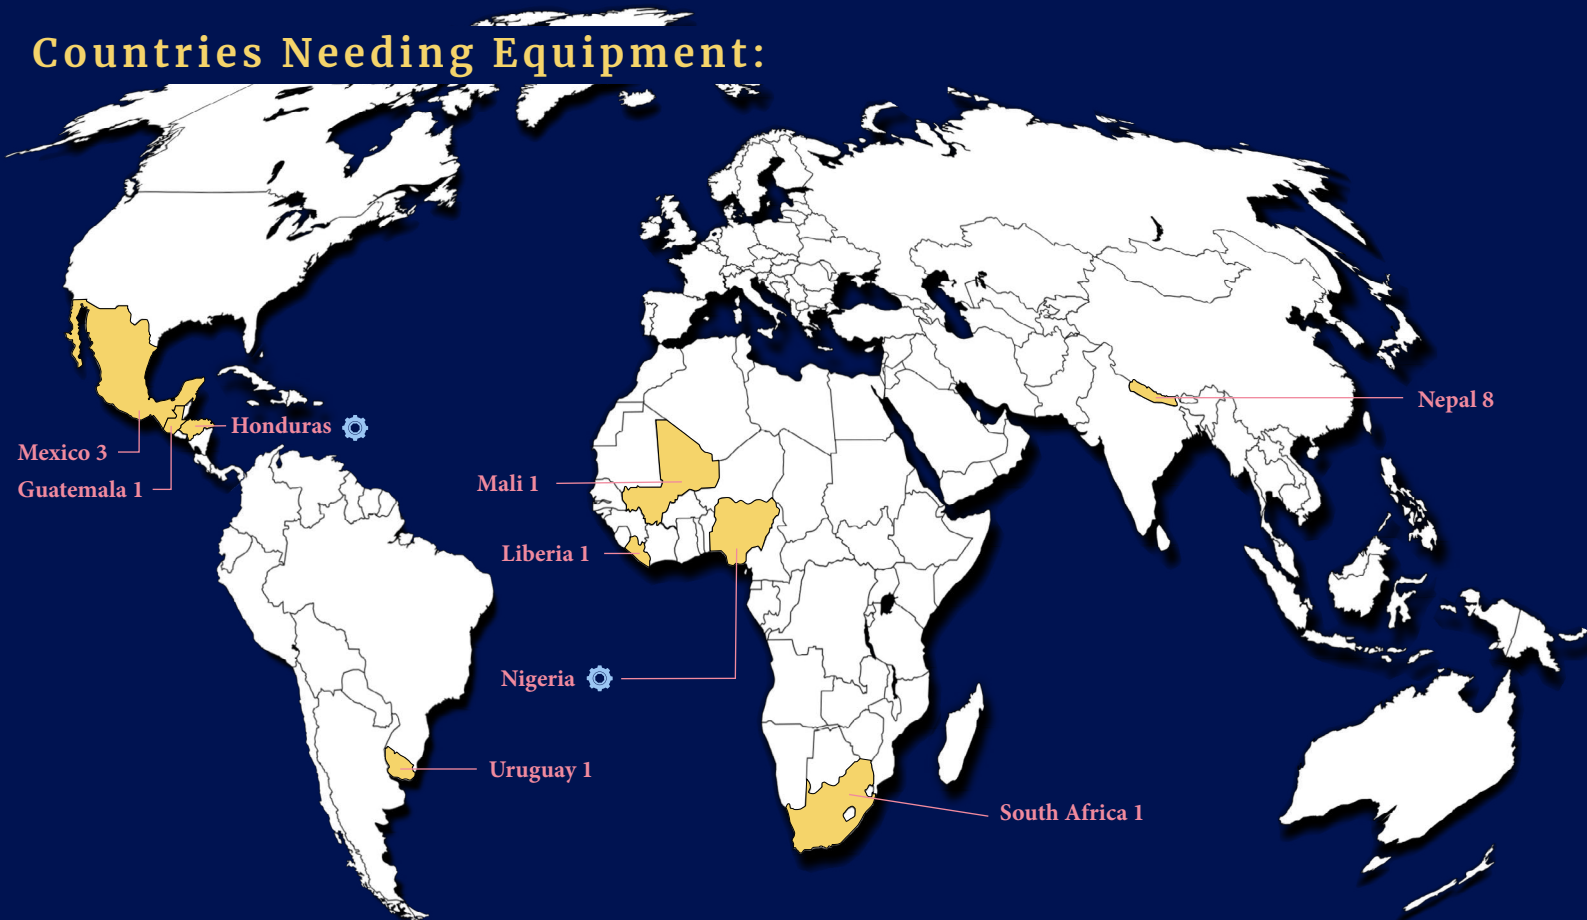 Countries Needing Equipment:
Nepal 8
Honduras
Mexico 3
Guatemala 1
Mali 1
Liberia 1
Nigeria
Uruguay 1
South Africa 1